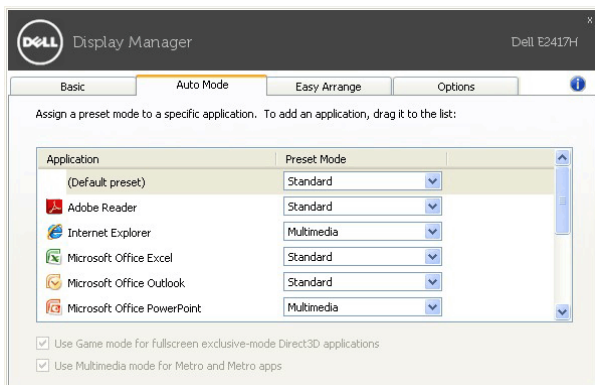 DELL Display Manager Dell E2417H
x
Basic Auto Mode Easy Arrange Options i
Assign a preset mode to a specific application. To add an application, drag it to the list:
Application Preset Mode
(Default preset) Standard
Adobe Reader Standard
Internet Explorer Multimedia
Microsoft Office Excel Standard
Microsoft Office Outlook Standard
Microsoft Office PowerPoint Multimedia
Use Game mode for fullscreen exclusive-mode Direct3D applications
Use Multimedia mode for Metro and Metro apps